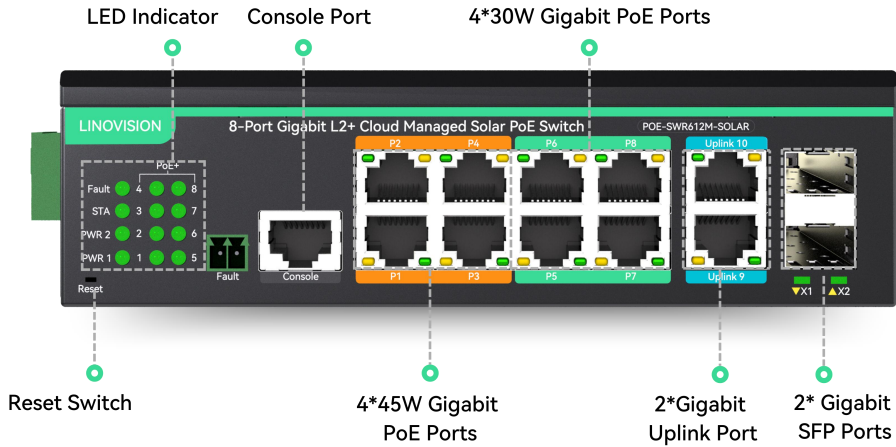 LED Indicator
Console Port
4*30W Gigabit PoE Ports
LINOVISION
8-Port Gigabit L2+ Cloud Managed Solar PoE Switch
POE-SWR612M-SOLAR
P2
P4
P6
P8
Uplink 10
PoE+
Fault 4 8
STA 3 7
PWR 2 2 6
PWR 1 1 5
Reset
Fault
Console
P1
P3
P5
P7
Uplink 9
▼X1
▲X2
Reset Switch
4*45W Gigabit
PoE Ports
2*Gigabit
Uplink Port
2* Gigabit
SFP Ports